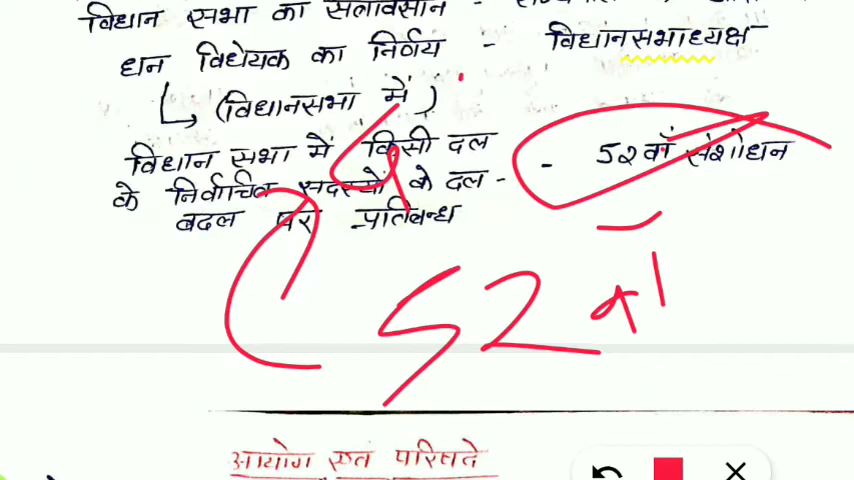 विधान सभा का सत्रावसान -
धन विधेयक का निर्णय - विधानसभाध्यक्ष
(विधानसभा में)
विधान सभा में किसी दल
के निर्वाचित सदस्यों के दल - - 52वाँ संशोधन
बदल पर प्रतिबन्ध
52वां
आयोग एवं परिषदे